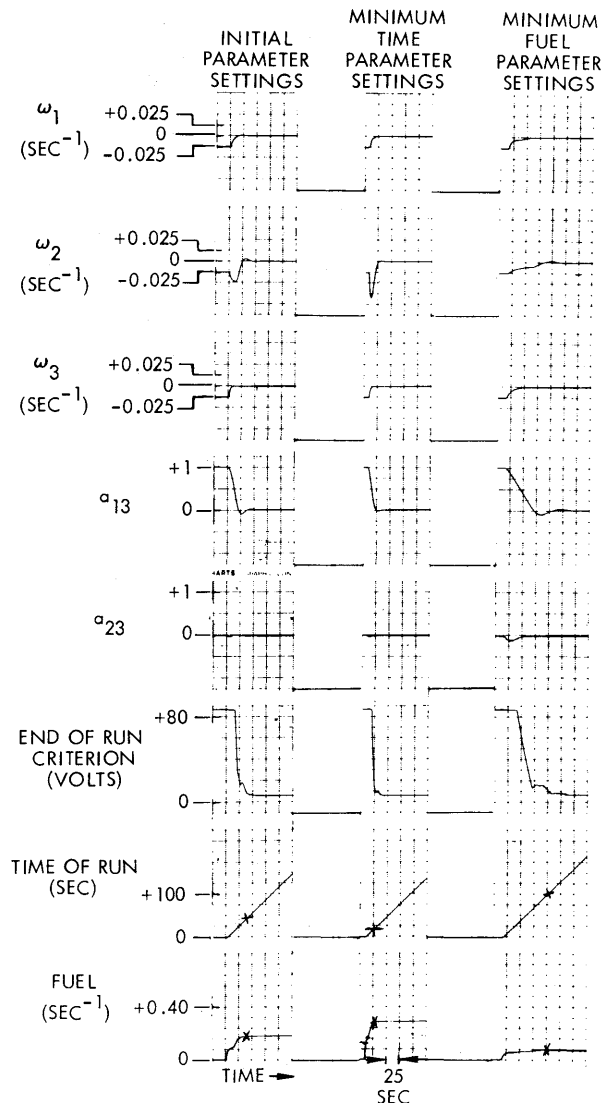 INITIAL PARAMETER SETTINGS
MINIMUM TIME PARAMETER SETTINGS
MINIMUM FUEL PARAMETER SETTINGS
ω1 (SEC⁻¹)
+0.025
0
-0.025
ω2 (SEC⁻¹)
+0.025
0
-0.025
ω3 (SEC⁻¹)
+0.025
0
-0.025
a13
+1
0
a23
+1
0
END OF RUN CRITERION (VOLTS)
+80
0
TIME OF RUN (SEC)
+100
0
FUEL (SEC⁻¹)
+0.40
0
TIME
25 SEC